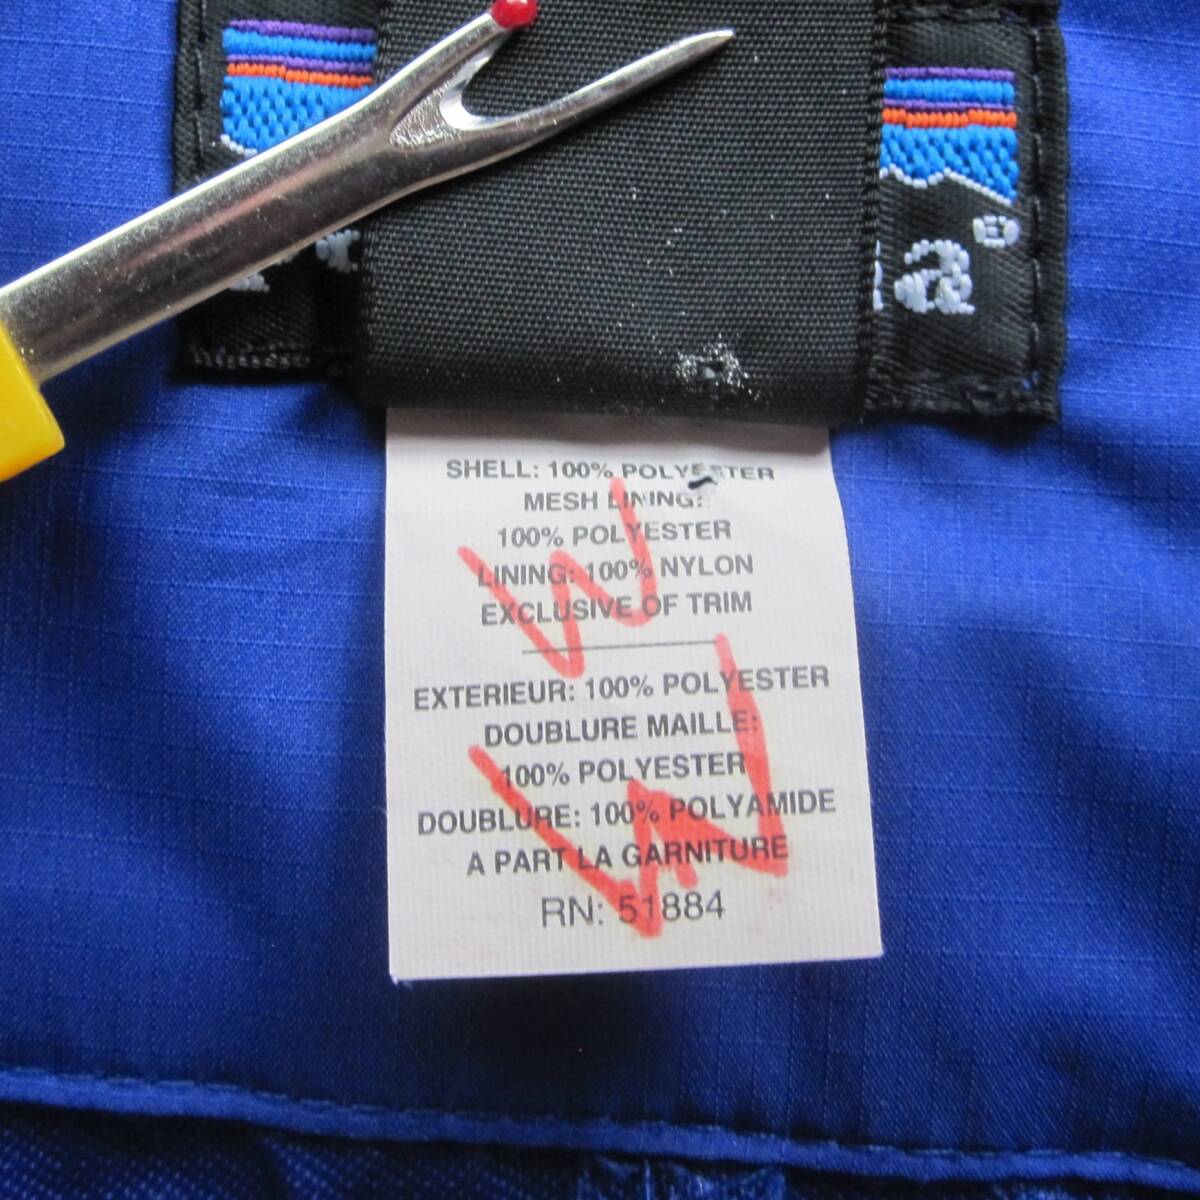 a®
SHELL: 100% POLYESTER
MESH LINING:
100% POLYESTER
LINING: 100% NYLON
EXCLUSIVE OF TRIM
EXTERIEUR: 100% POLYESTER
DOUBLURE MAILLE:
100% POLYESTER
DOUBLURE: 100% POLYAMIDE
A PART LA GARNITURE
RN: 51884